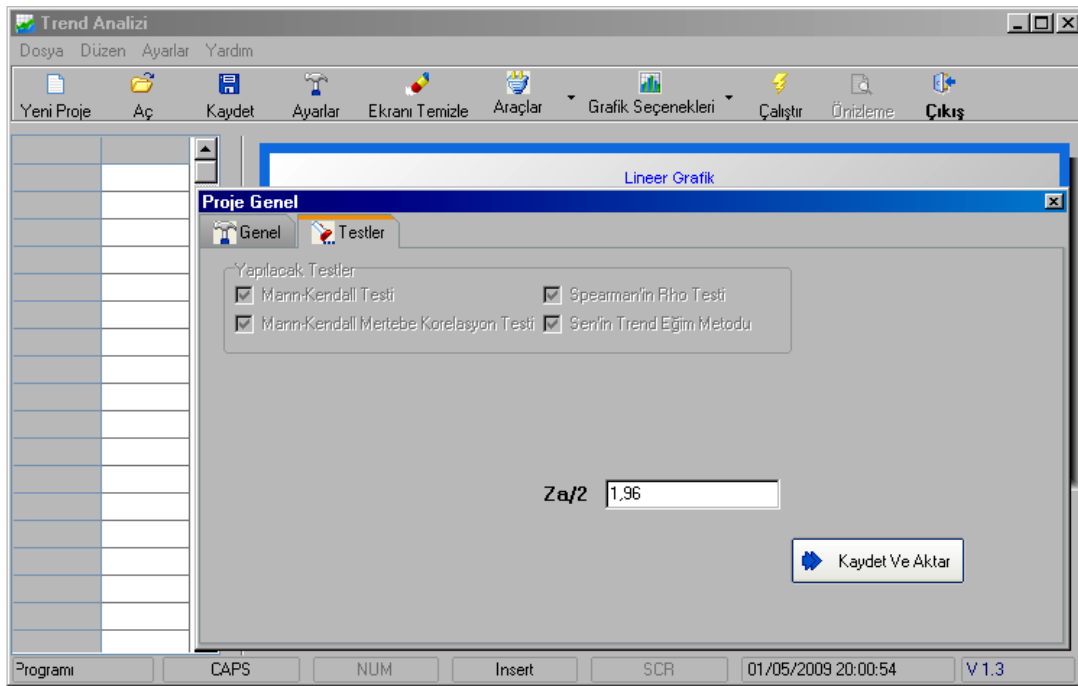 Trend Analizi
Dosya Düzen Ayarlar Yardım
Yeni Proje Aç Kaydet Ayarlar Ekranı Temizle Araçlar Grafik Seçenekleri Çalıştır Önizleme Çıkış
Lineer Grafik
Proje Genel
Genel Testler
Yapılacak Testler
Mann-Kendall Testi Spearman'in Rho Testi
Mann-Kendall Mertebe Korelasyon Testi Sen'in Trend Eğim Metodu
Za/2 1,96
Kaydet Ve Aktar
Programı CAPS NUM Insert SCR 01/05/2009 20:00:54 V 1.3